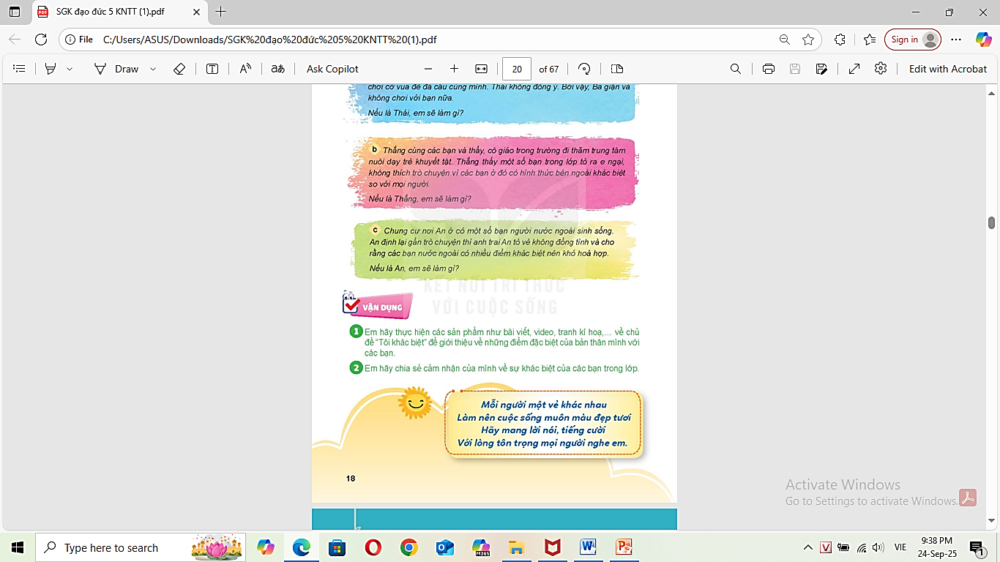 SGK đạo đức 5 KNTT (1).pdf
File C:/Users/ASUS/Downloads/SGK%20đạo%20đức%205%20KNTT%20(1).pdf
Sign in
Draw
aあ
Ask Copilot
20 of 67
Edit with Acrobat
chơi cờ vua để đá cầu cùng mình. Thái không đồng ý. Bởi vậy, Ba giận và
không chơi với bạn nữa.
Nếu là Thái, em sẽ làm gì?
b Thắng cùng các bạn và thầy, cô giáo trong trường đi thăm trung tâm
nuôi dạy trẻ khuyết tật. Thắng thấy một số bạn trong lớp tỏ ra e ngại,
không thích trò chuyện vì các bạn ở đó có hình thức bên ngoài khác biệt
so với mọi người.
Nếu là Thắng, em sẽ làm gì?
c Chung cư nơi An ở có một số bạn người nước ngoài sinh sống.
An định lại gần trò chuyện thì anh trai An tỏ vẻ không đồng tình và cho
rằng các bạn nước ngoài có nhiều điểm khác biệt nên khó hoà hợp.
Nếu là An, em sẽ làm gì?
KẾT NỐI TRI THỨC
VỚI CUỘC SỐNG
VẬN DỤNG
1 Em hãy thực hiện các sản phẩm như bài viết, video, tranh kí hoạ,... về chủ
đề “Tôi khác biệt” để giới thiệu về những điểm đặc biệt của bản thân mình với
các bạn.
2 Em hãy chia sẻ cảm nhận của mình về sự khác biệt của các bạn trong lớp.
Mỗi người một vẻ khác nhau
Làm nên cuộc sống muôn màu đẹp tươi
Hãy mang lời nói, tiếng cười
Với lòng tôn trọng mọi người nghe em.
18
Activate Windows
Go to Settings to activate Windows.
Type here to search
M365
VIE
9:38 PM
24-Sep-25
1